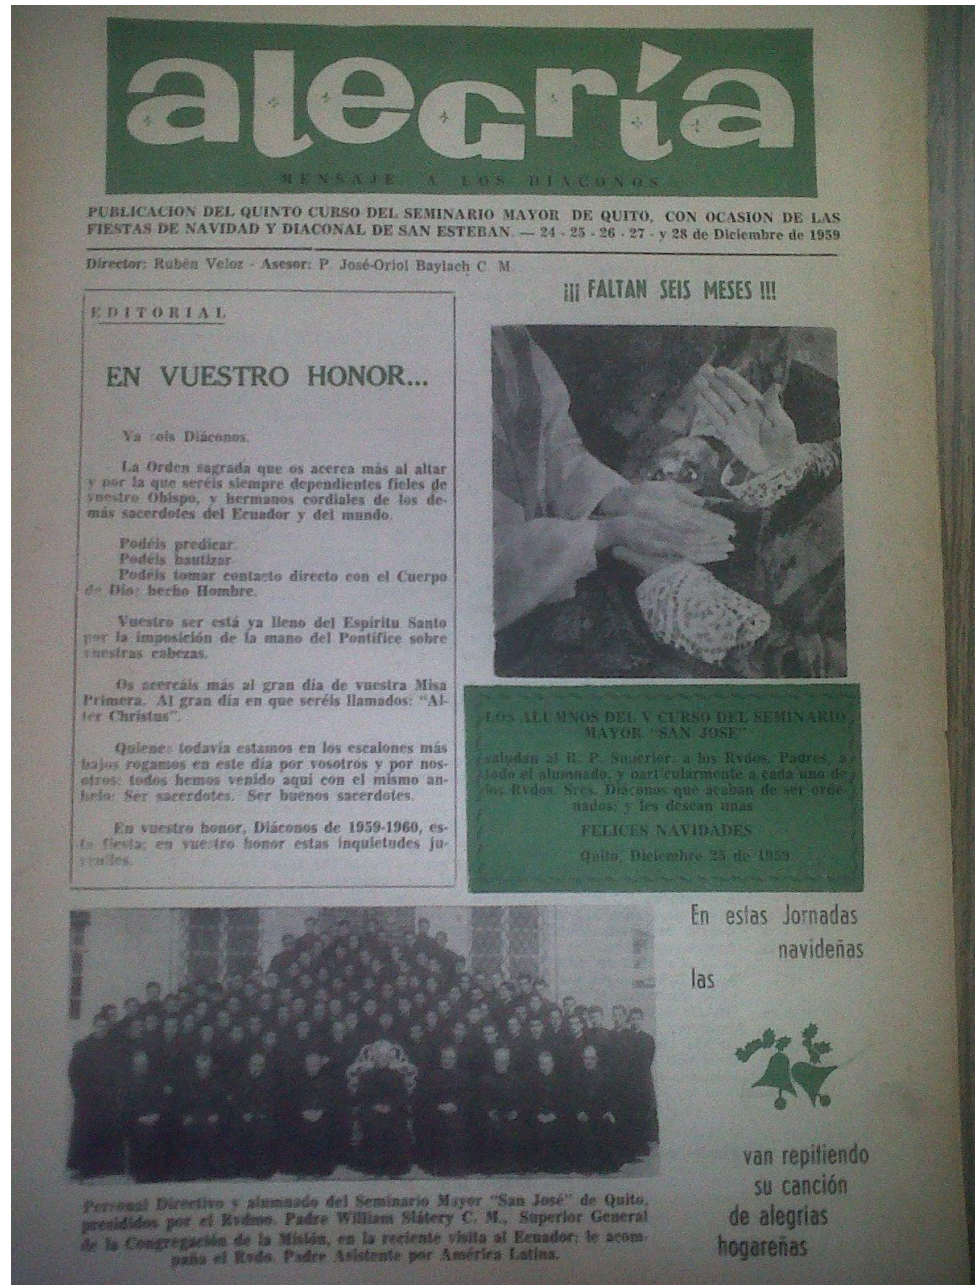 alegría
MENSAJE A LOS DIACONOS
PUBLICACION DEL QUINTO CURSO DEL SEMINARIO MAYOR DE QUITO, CON OCASION DE LAS
FIESTAS DE NAVIDAD Y DIACONAL DE SAN ESTEBAN. — 24 - 25 - 26 - 27 - y 28 de Diciembre de 1959
Director: Rubén Veloz - Asesor: P. José-Oriol Baylach C. M.
EDITORIAL
EN VUESTRO HONOR...
Ya sois Diáconos.
La Orden sagrada que os acerca más al altar
y por la que seréis siempre dependientes fieles de
vuestro Obispo, y hermanos cordiales de los de-
más sacerdotes del Ecuador y del mundo.
Podéis predicar.
Podéis bautizar.
Podéis tomar contacto directo con el Cuerpo
de Dios hecho Hombre.
Vuestro ser está ya lleno del Espíritu Santo
por la imposición de la mano del Pontífice sobre
vuestras cabezas.
Os acercáis más al gran día de vuestra Misa
Primera. Al gran día en que seréis llamados: "Al-
ter Christus".
Quienes todavía estamos en los escalones más
bajos rogamos en este día por vosotros y por nos-
otros: todos hemos venido aquí con el mismo an-
helo: Ser sacerdotes. Ser buenos sacerdotes.
En vuestro honor, Diáconos de 1959-1960, es-
ta fiesta; en vuestro honor estas inquietudes ju-
veniles.
¡¡¡ FALTAN SEIS MESES !!!
LOS ALUMNOS DEL V CURSO DEL SEMINARIO
MAYOR "SAN JOSE"
saludan al R. P. Superior, a los Rvdos. Padres, a
todo el alumnado, y particularmente a cada uno de
los Rvdos. Sres. Diáconos que acaban de ser orde-
nados; y les desean unas
FELICES NAVIDADES
Quito, Diciembre 25 de 1959
Personal Directivo y alumnado del Seminario Mayor "San José" de Quito,
presididos por el Rvdmo. Padre William Slátery C. M., Superior General
de la Congregación de la Misión, en la reciente visita al Ecuador; le acom-
paña el Rvdo. Padre Asistente por América Latina.
En estas Jornadas
navideñas
las
van repitiendo
su canción
de alegrías
hogareñas